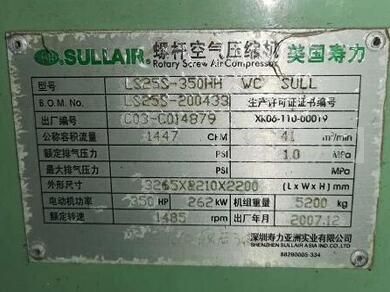 SULLAIR 螺杆空气压缩机 美国寿力
Rotary Screw Air Compressor
型号 LS25S-350HH WC SULL
B.O.M. No. LS25S-200433 生产许可证证书编号
出厂编号 C03-C014879 XK06-110-00019
公称容积流量 1447 CFM 41 m³/min
额定排气压力 PSI 1.0 MPa
最大排气压力 PSI MPa
外形尺寸 3265X2210X2200 (LxWxH) mm
电动机功率 350 HP 262 kW 机组重量 5200 kg
额定转速 1485 rpm 出厂年月 2007.12
深圳寿力亚洲实业有限公司
SHENZHEN SULLAIR ASIA IND.CO.,LTD
88290005-334